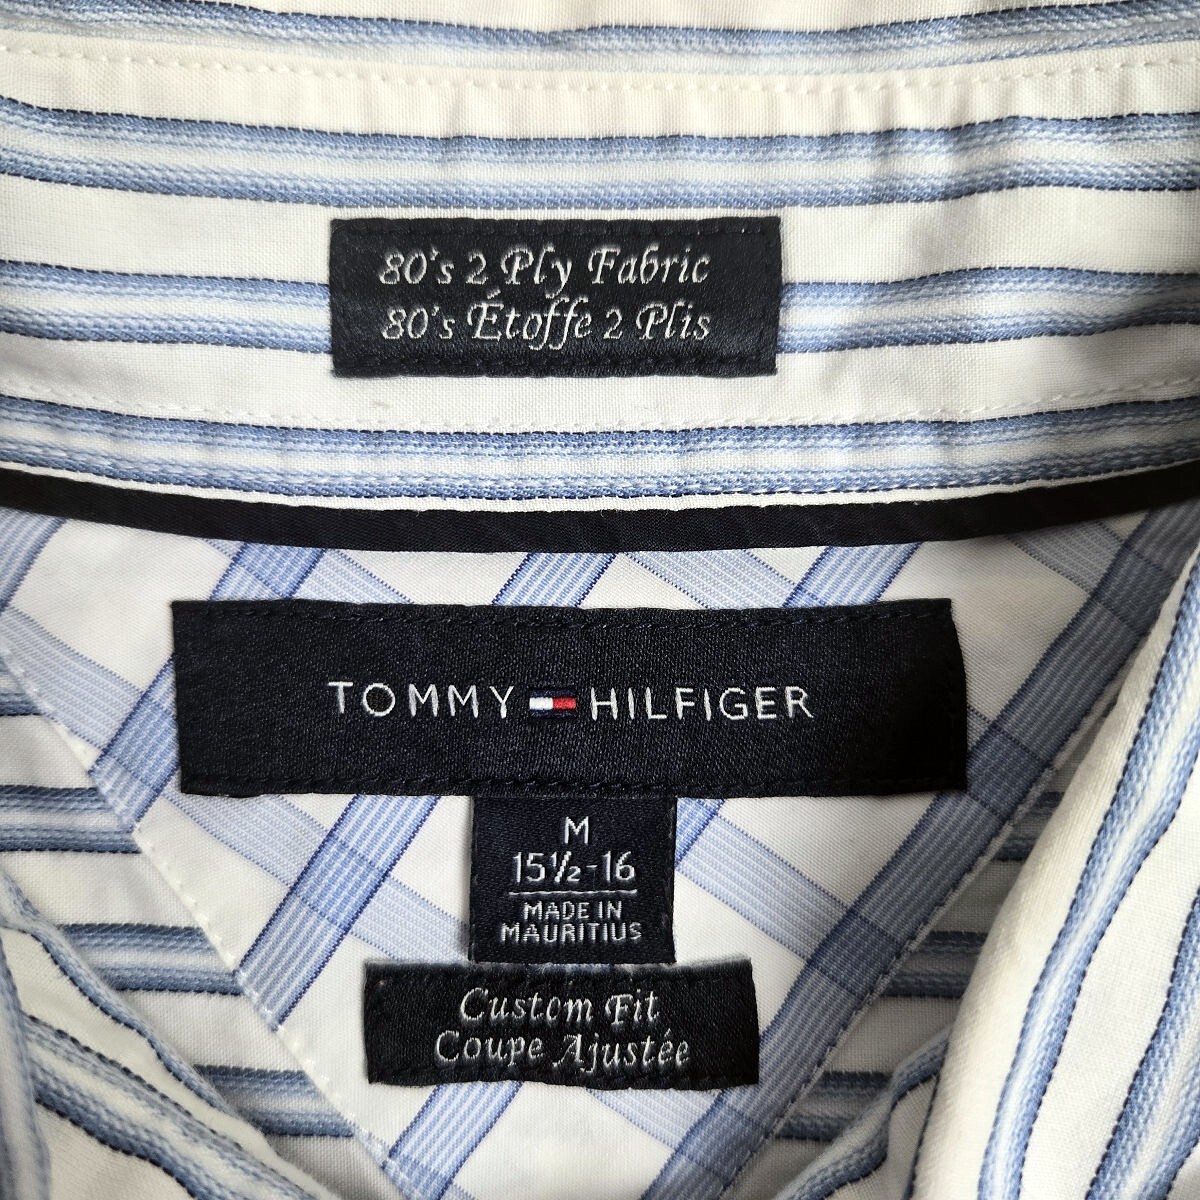 80's 2 Ply Fabric
80's Étoffe 2 Plis
TOMMY HILFIGER
M
15½-16
MADE IN
MAURITIUS
Custom Fit
Coupe Ajustée